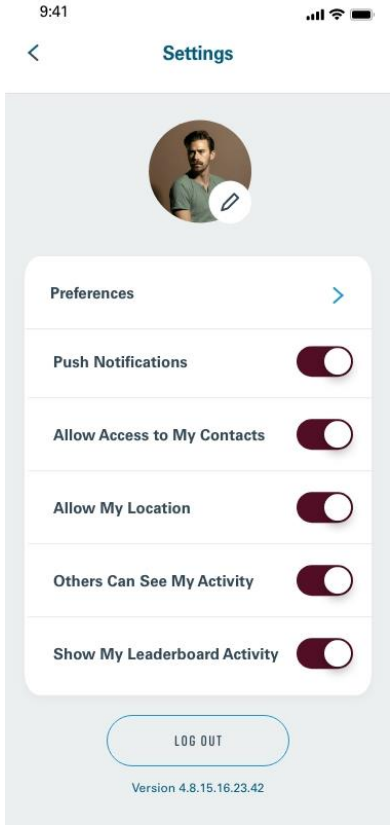 9:41
Settings
Preferences
Push Notifications
Allow Access to My Contacts
Allow My Location
Others Can See My Activity
Show My Leaderboard Activity
LOG OUT
Version 4.8.15.16.23.42